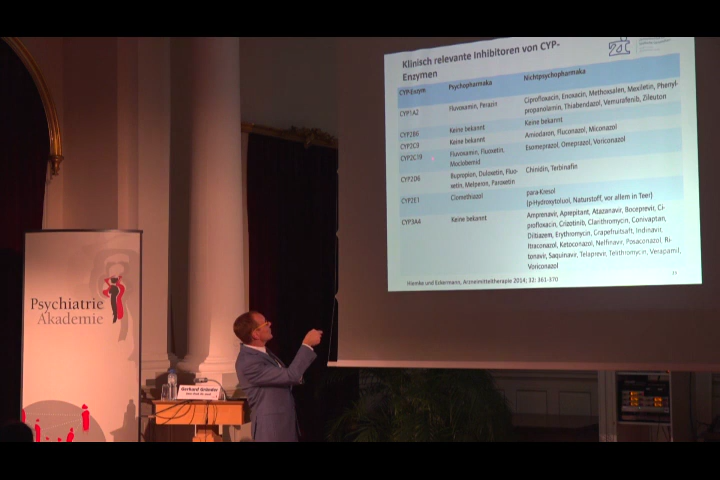 Klinisch relevante Inhibitoren von CYP-
Enzymen
CYP-Enzym Psychopharmaka Nichtpsychopharmaka
CYP1A2 Fluvoxamin, Perazin Ciprofloxacin, Enoxacin, Methoxsalen, Mexiletin, Phenyl-
propanolamin, Thiabendazol, Vemurafenib, Zileuton
CYP2B6 Keine bekannt Keine bekannt
CYP2C9 Keine bekannt Amiodaron, Fluconazol, Miconazol
CYP2C19 Fluvoxamin, Fluoxetin, Esomeprazol, Omeprazol, Voriconazol
Moclobemid
CYP2D6 Bupropion, Duloxetin, Fluo- Chinidin, Terbinafin
xetin, Melperon, Paroxetin
CYP2E1 Clomethiazol para-Kresol
(p-Hydroxytoluol, Naturstoff, vor allem in Teer)
CYP3A4 Keine bekannt Amprenavir, Aprepitant, Atazanavir, Boceprevir, Ci-
profloxacin, Crizotinib, Clarithromycin, Conivaptan,
Diltiazem, Erythromycin, Grapefruitsaft, Indinavir,
Itraconazol, Ketoconazol, Nelfinavir, Posaconazol, Ri-
tonavir, Saquinavir, Telaprevir, Telithromycin, Verapamil,
Voriconazol
Hiemke und Eckermann, Arzneimitteltherapie 2014; 32: 361-370
Psychiatrie
Akademie
Gerhard Gründer